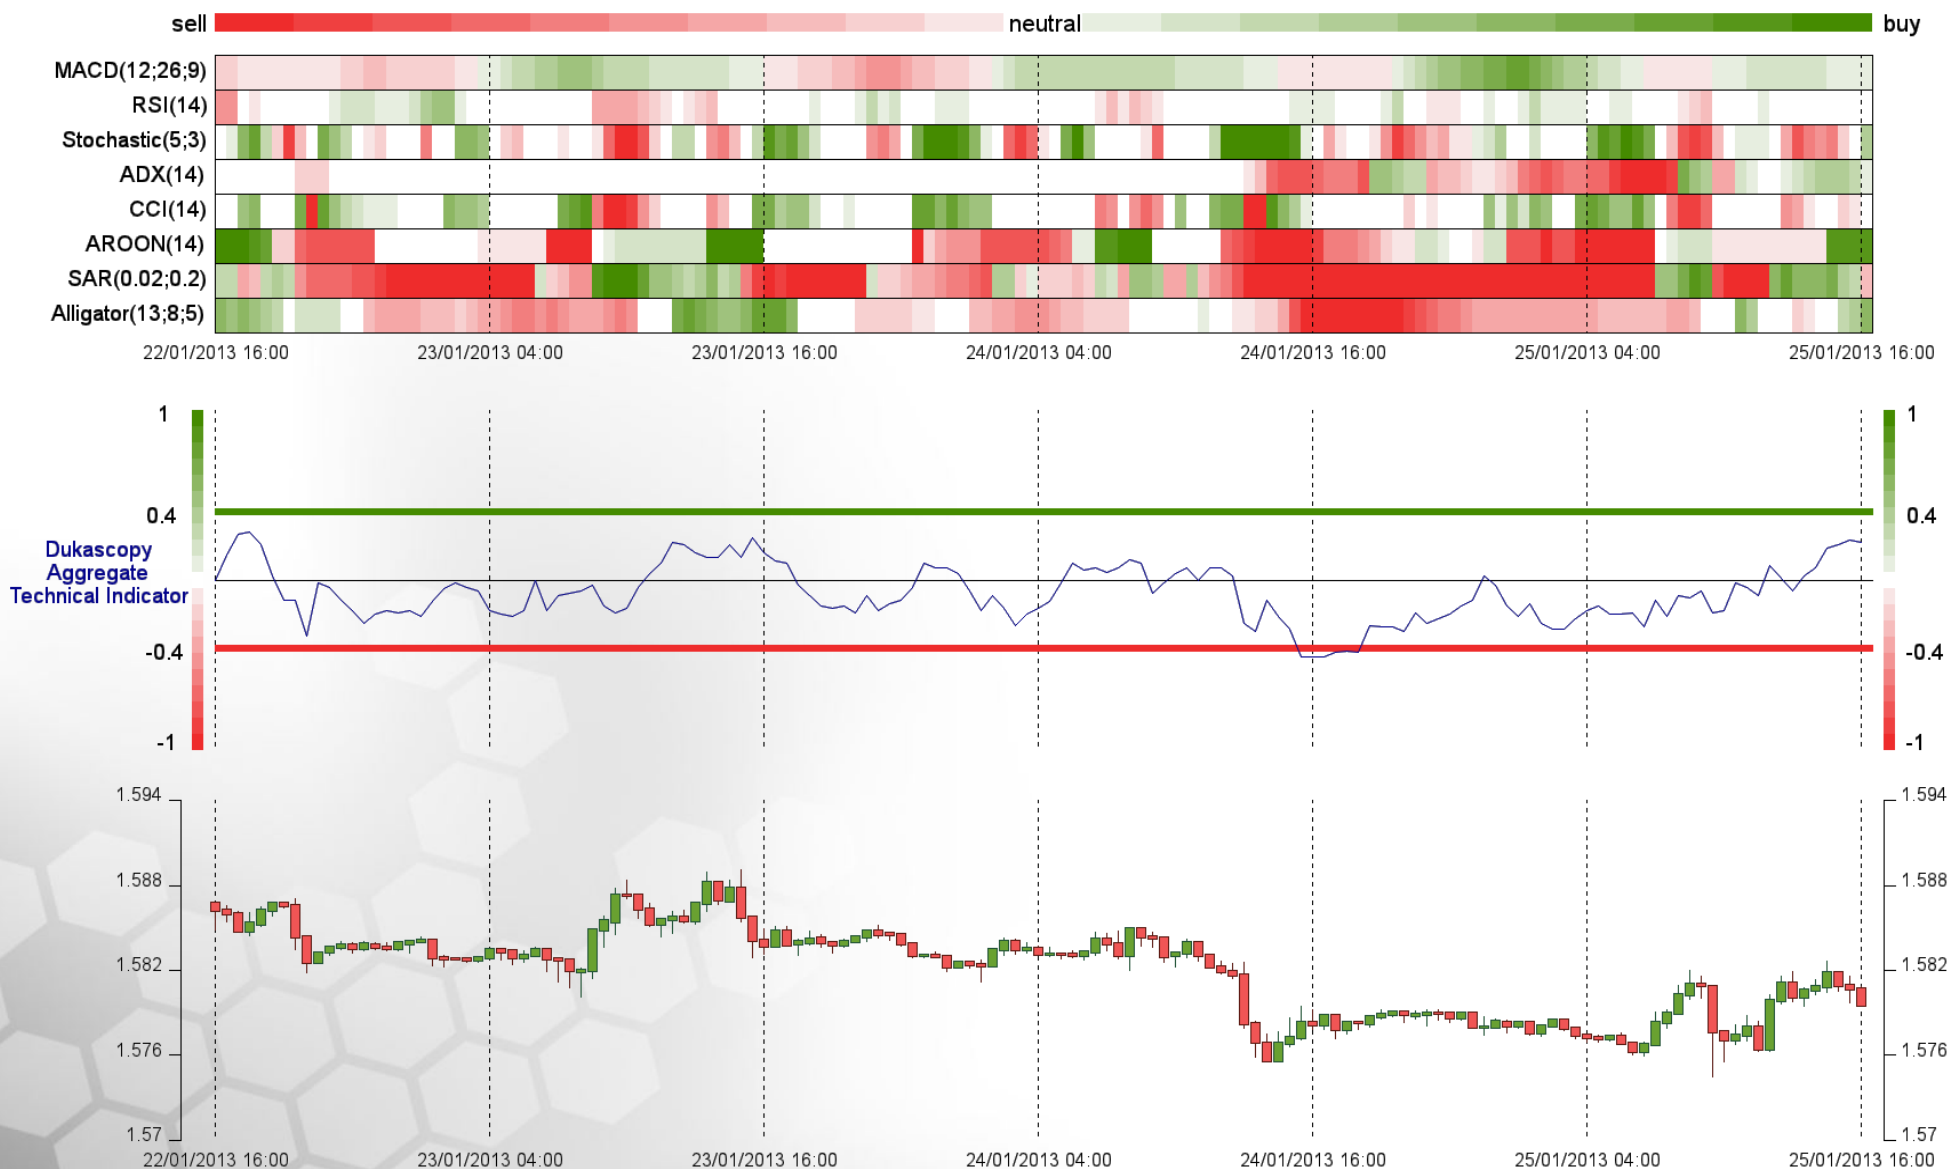 sell neutral buy
MACD(12;26;9)
RSI(14)
Stochastic(5;3)
ADX(14)
CCI(14)
AROON(14)
SAR(0.02;0.2)
Alligator(13;8;5)
22/01/2013 16:00 23/01/2013 04:00 23/01/2013 16:00 24/01/2013 04:00 24/01/2013 16:00 25/01/2013 04:00 25/01/2013 16:00
1 1
0.4 0.4
Dukascopy
Aggregate
Technical Indicator
-0.4 -0.4
-1 -1
1.594 1.594
1.588 1.588
1.582 1.582
1.576 1.576
1.57 1.57
22/01/2013 16:00 23/01/2013 04:00 23/01/2013 16:00 24/01/2013 04:00 24/01/2013 16:00 25/01/2013 04:00 25/01/2013 16:00